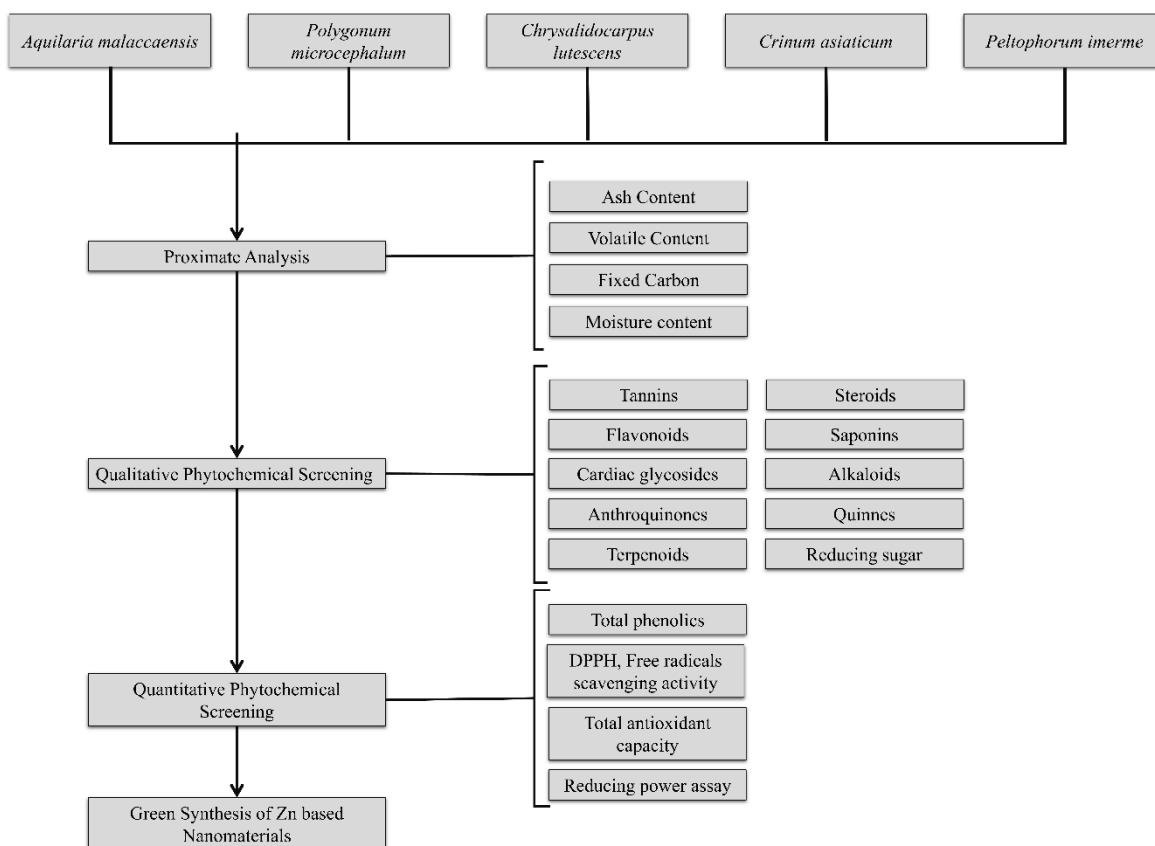 Aquilaria malaccaensis
Polygonum
microcephalum
Chrysalidocarpus
lutescens
Crinum asiaticum
Peltophorum imerme
Proximate Analysis
Ash Content
Volatile Content
Fixed Carbon
Moisture content
Qualitative Phytochemical Screening
Tannins
Steroids
Flavonoids
Saponins
Cardiac glycosides
Alkaloids
Anthroquinones
Quinnes
Terpenoids
Reducing sugar
Quantitative Phytochemical
Screening
Total phenolics
DPPH, Free radicals
scavenging activity
Total antioxidant
capacity
Reducing power assay
Green Synthesis of Zn based
Nanomaterials